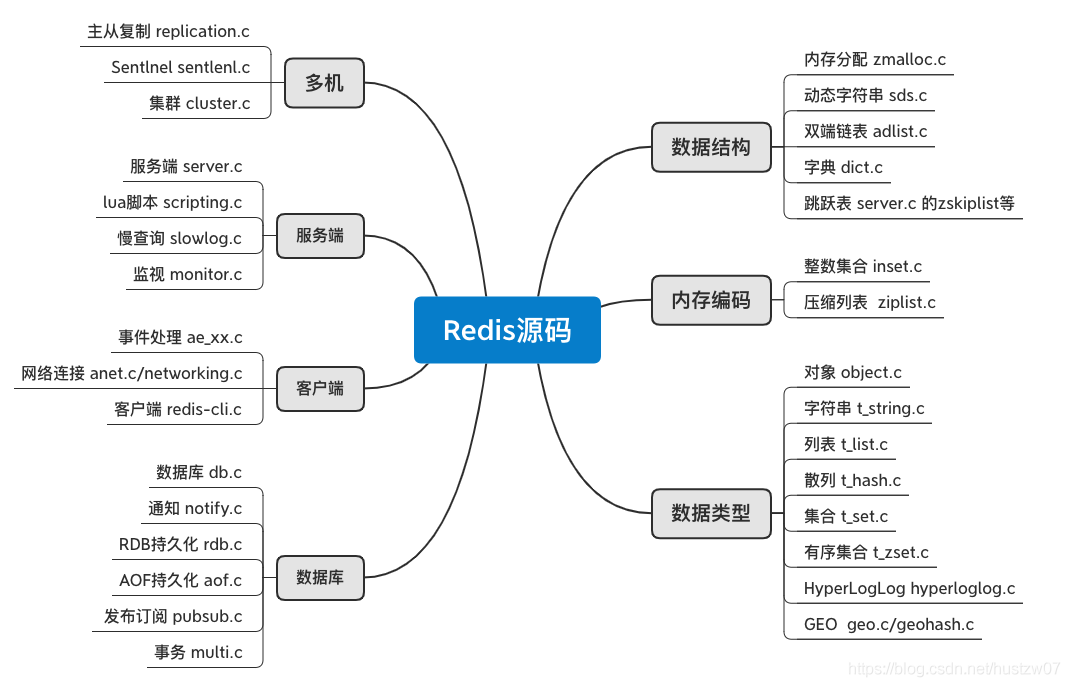 Redis源码
多机
主从复制 replication.c
Sentlnel sentlenl.c
集群 cluster.c
服务端
服务端 server.c
lua脚本 scripting.c
慢查询 slowlog.c
监视 monitor.c
客户端
事件处理 ae_xx.c
网络连接 anet.c/networking.c
客户端 redis-cli.c
数据库
数据库 db.c
通知 notify.c
RDB持久化 rdb.c
AOF持久化 aof.c
发布订阅 pubsub.c
事务 multi.c
数据结构
内存分配 zmalloc.c
动态字符串 sds.c
双端链表 adlist.c
字典 dict.c
跳跃表 server.c 的zskiplist等
内存编码
整数集合 inset.c
压缩列表 ziplist.c
数据类型
对象 object.c
字符串 t_string.c
列表 t_list.c
散列 t_hash.c
集合 t_set.c
有序集合 t_zset.c
HyperLogLog hyperloglog.c
GEO geo.c/geohash.c
https://blog.csdn.net/hustzw07